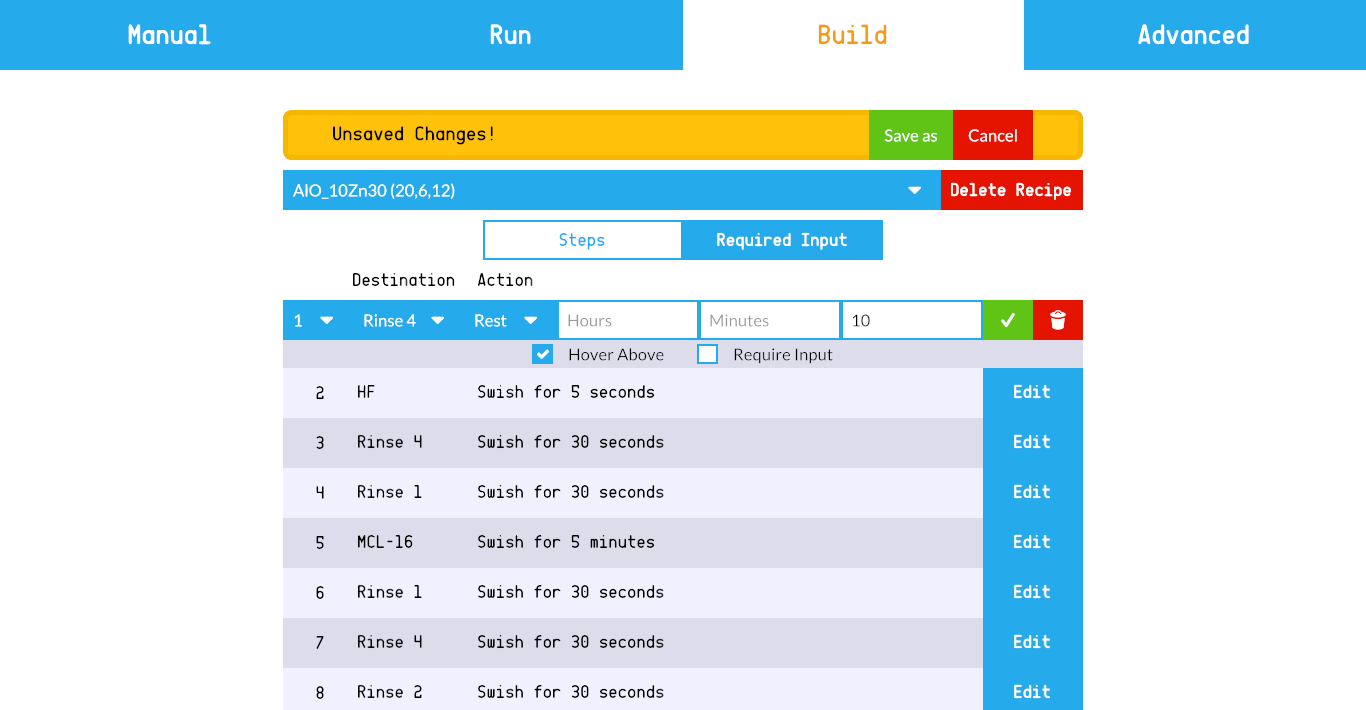 Manual Run Build Advanced
Unsaved Changes! Save as Cancel
AIO_10Zn30 (20,6,12) Delete Recipe
Steps Required Input
Destination Action
1 Rinse 4 Rest Hours Minutes 10
Hover Above Require Input
2 HF Swish for 5 seconds Edit
3 Rinse 4 Swish for 30 seconds Edit
4 Rinse 1 Swish for 30 seconds Edit
5 MCL-16 Swish for 5 minutes Edit
6 Rinse 1 Swish for 30 seconds Edit
7 Rinse 4 Swish for 30 seconds Edit
8 Rinse 2 Swish for 30 seconds Edit